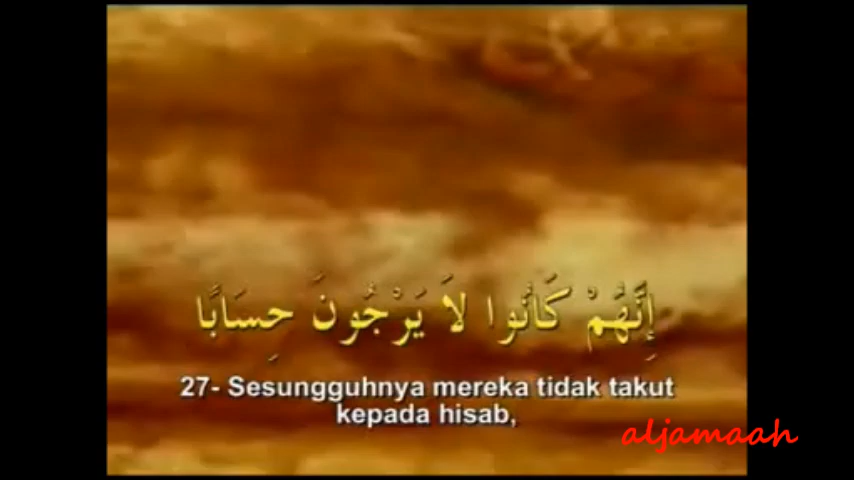 إِنَّهُمْ كَانُوا لَا يَرْجُونَ حِسَابًا
27- Sesungguhnya mereka tidak takut
kepada hisab,
aljamaah